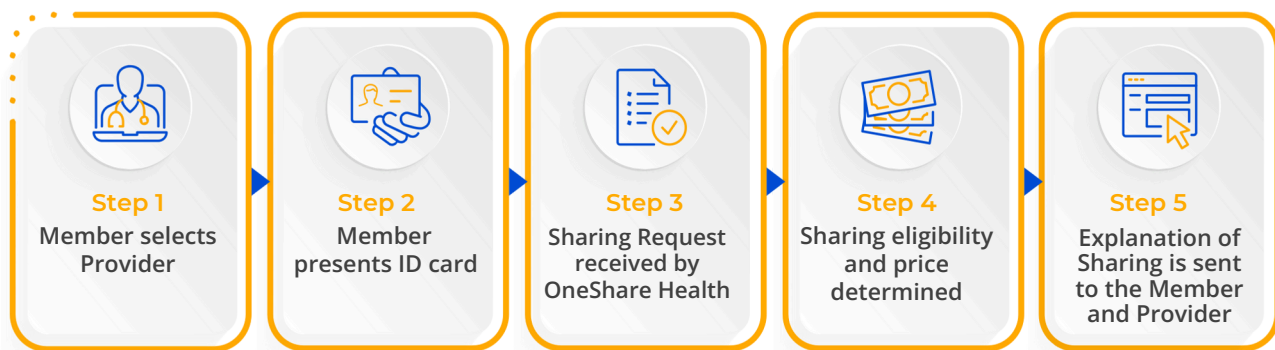 Step 1
Member selects
Provider
Step 2
Member
presents ID card
Step 3
Sharing Request
received by
OneShare Health
Step 4
Sharing eligibility
and price
determined
Step 5
Explanation of
Sharing is sent
to the Member
and Provider